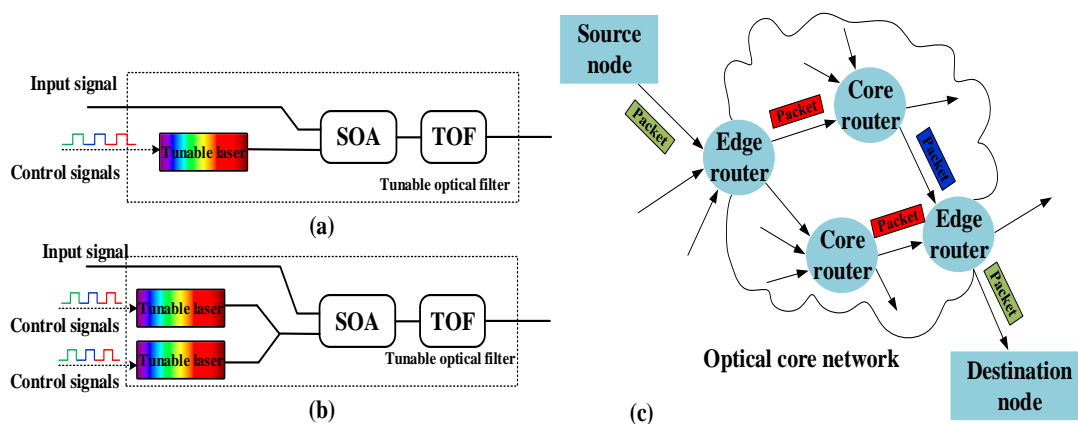 Input signal
Control signals
Tunable laser
SOA
TOF
Tunable optical filter
(a)
Input signal
Control signals
Tunable laser
Control signals
Tunable laser
SOA
TOF
Tunable optical filter
(b)
Source
node
Packet
Edge
router
Packet
Core
router
Packet
Core
router
Packet
Edge
router
Packet
Optical core network
Destination
node
(c)